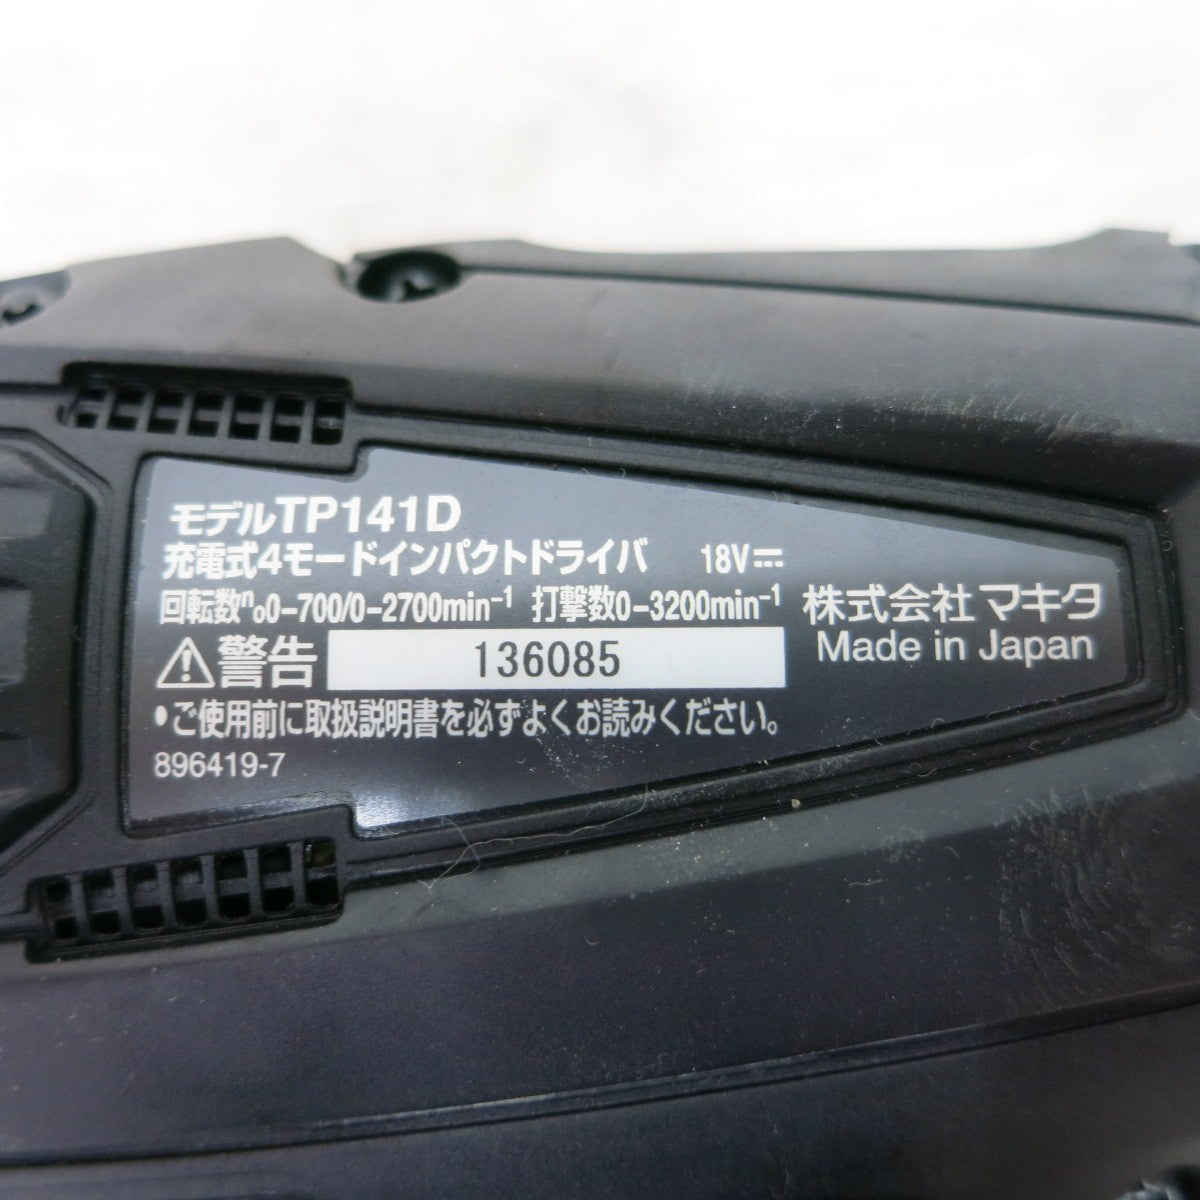 モデルTP141D
充電式4モードインパクトドライバ 18V⎓
回転数n₀0-700/0-2700min⁻¹ 打撃数0-3200min⁻¹
⚠警告 136085
•ご使用前に取扱説明書を必ずよくお読みください。
896419-7
株式会社マキタ
Made in Japan